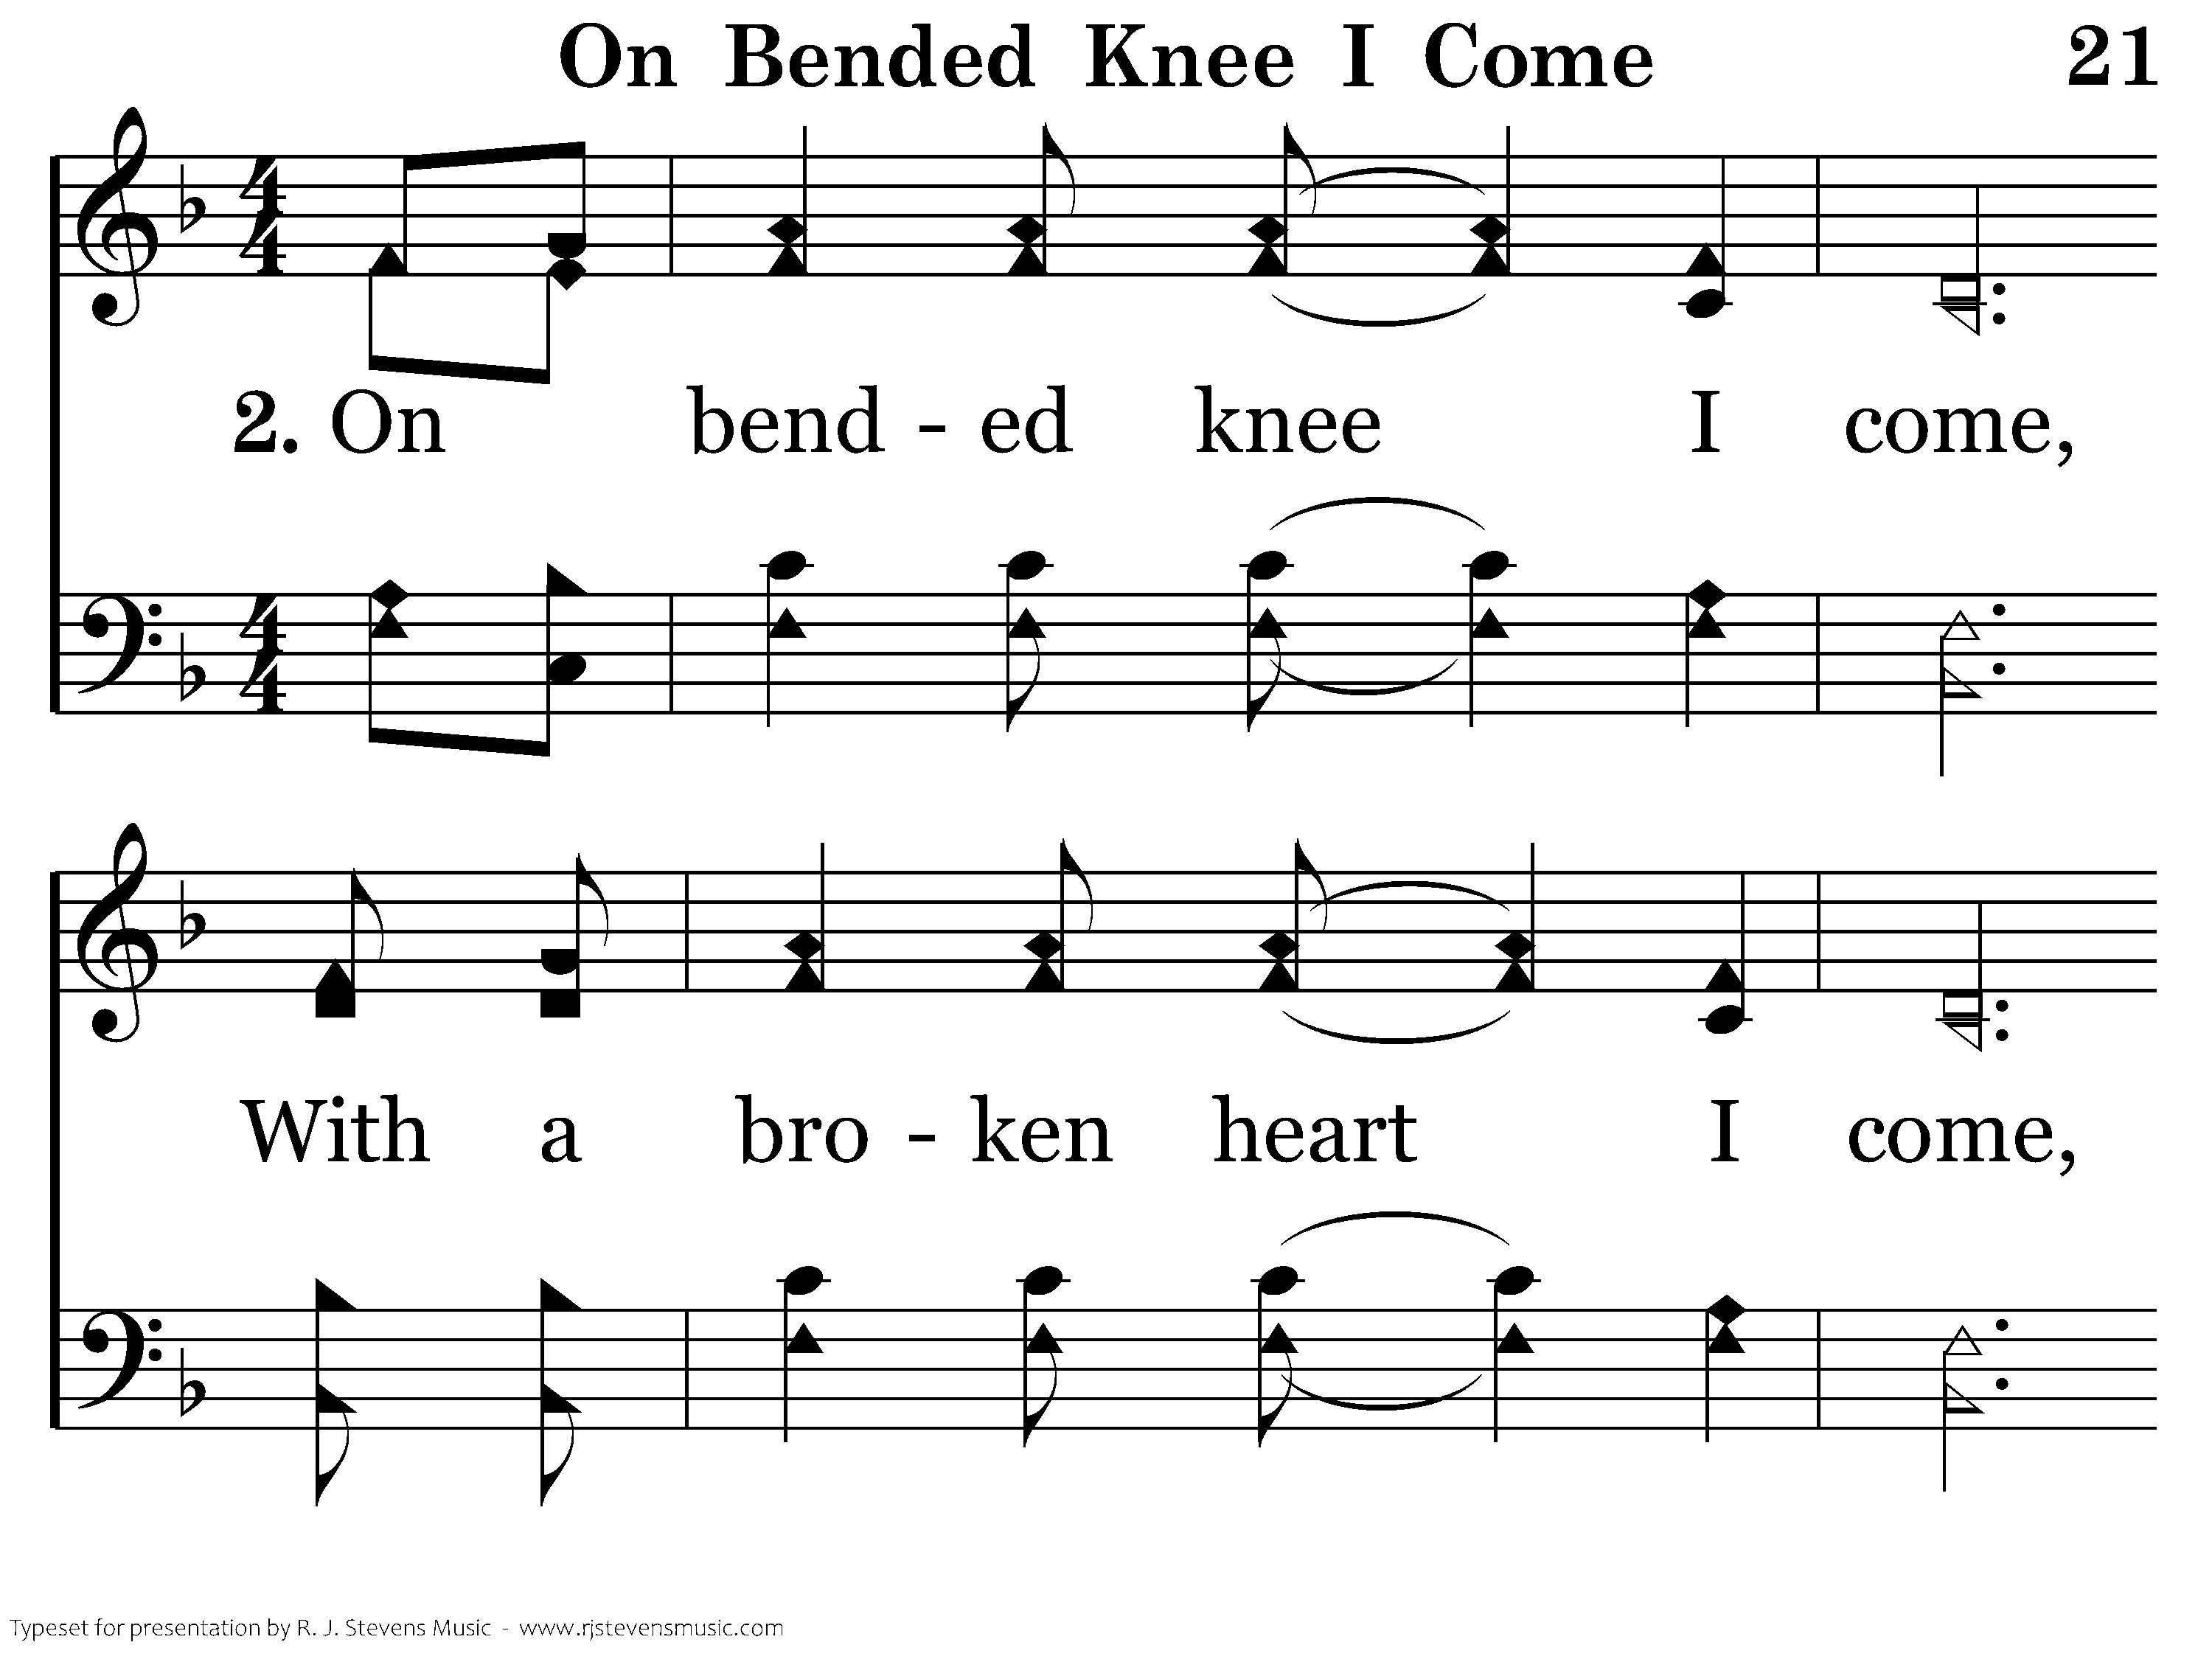 On Bended Knee I Come 21
2. On bend - ed knee I come,
With a bro - ken heart I come,
Typeset for presentation by R. J. Stevens Music - www.rjstevensmusic.com